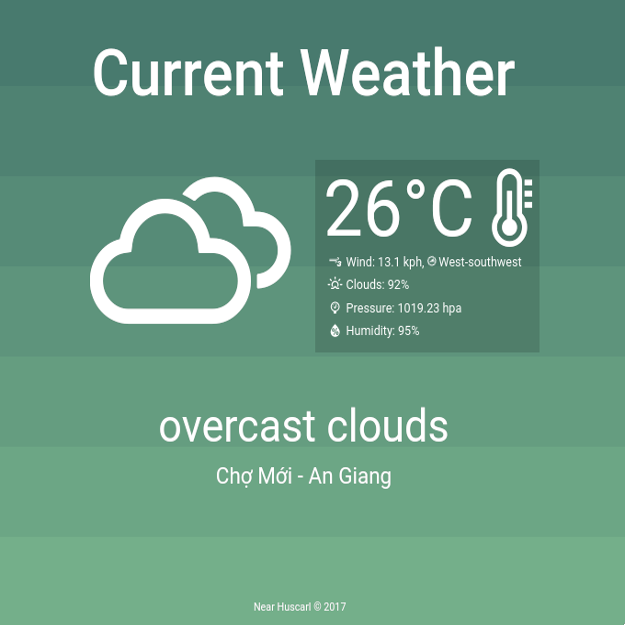 Current Weather
26°C
Wind: 13.1 kph, West-southwest
Clouds: 92%
Pressure: 1019.23 hpa
Humidity: 95%
overcast clouds
Chợ Mới - An Giang
Near Huscarl © 2017